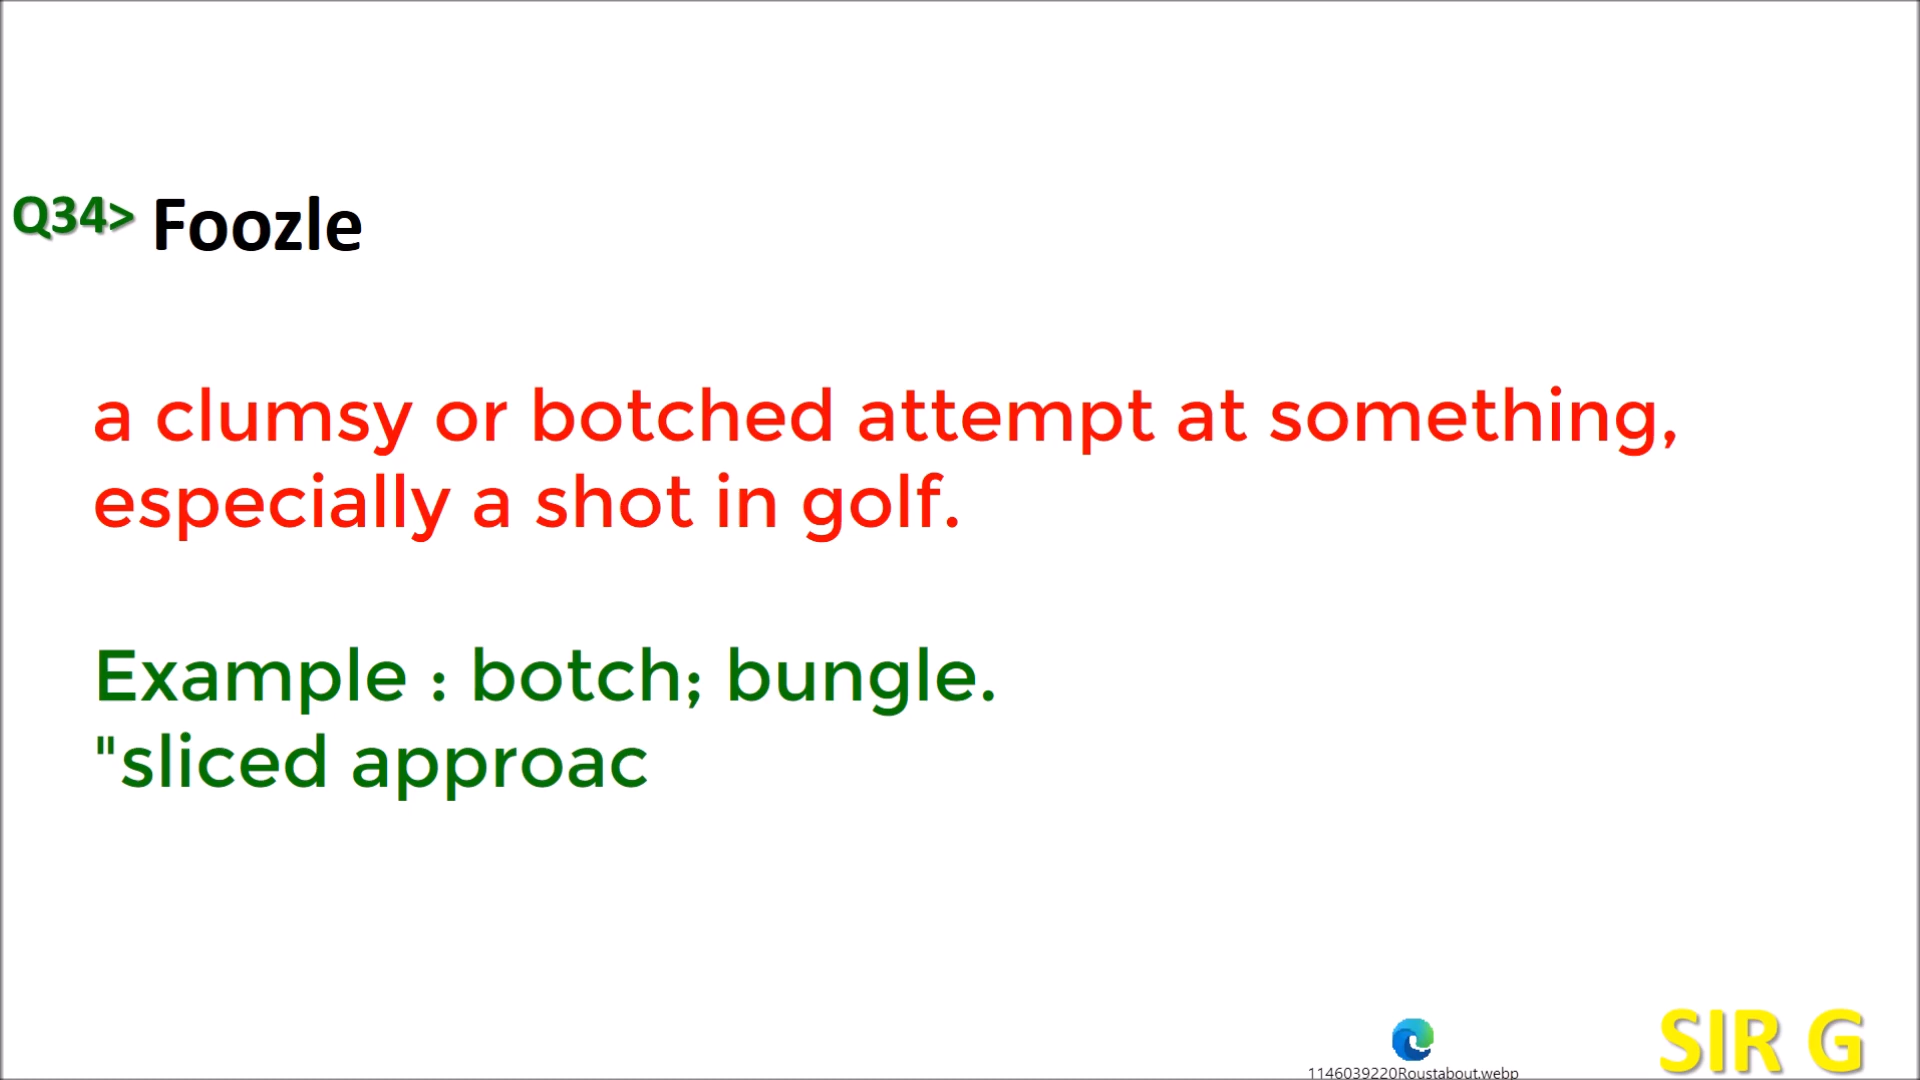 Q34> Foozle
a clumsy or botched attempt at something,
especially a shot in golf.
Example : botch; bungle.
"sliced approac
1146039220Roustabout.webp
SIR G